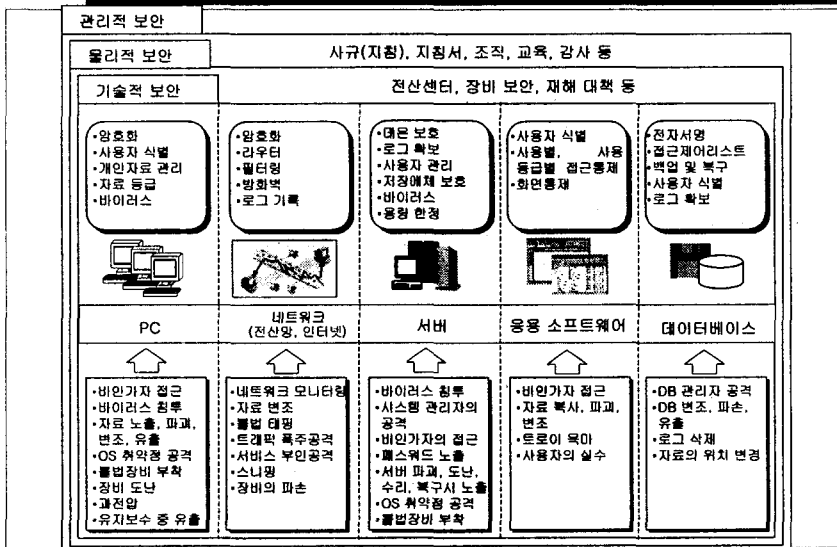 관리적 보안
물리적 보안
사규(지침), 지침서, 조직, 교육, 감사 등
기술적 보안
전산센터, 장비 보안, 재해 대책 등
•암호화
•사용자 식별
•개인자료 관리
•자료 등급
•바이러스
•암호화
•라우터
•필터링
•방화벽
•로그 기록
•데몬 보호
•로그 확보
•사용자 관리
•저장매체 보호
•바이러스
•용량 한정
•사용자 식별
•사용별, 사용
등급별 접근통제
•화면통제
•전자서명
•접근제어리스트
•백업 및 복구
•사용자 식별
•로그 확보
PC
네트워크
(전산망, 인터넷)
서버
응용 소프트웨어
데이터베이스
•비인가자 접근
•바이러스 침투
•자료 노출, 파괴,
변조, 유출
•OS 취약점 공격
•불법장비 부착
•장비 도난
•과전압
•유지보수 중 유출
•네트워크 모니터링
•자료 변조
•불법 태핑
•트래픽 폭주공격
•서비스 부인공격
•스니핑
•장비의 파손
•바이러스 침투
•시스템 관리자의
공격
•비인가자의 접근
•패스워드 노출
•서버 파괴, 도난,
수리, 복구시 노출
•OS 취약점 공격
•불법장비 부착
•비인가자 접근
•자료 복사, 파괴,
변조
•트로이 목마
•사용자의 실수
•DB 관리자 공격
•DB 변조, 파손,
유출
•로그 삭제
•자료의 위치 변경